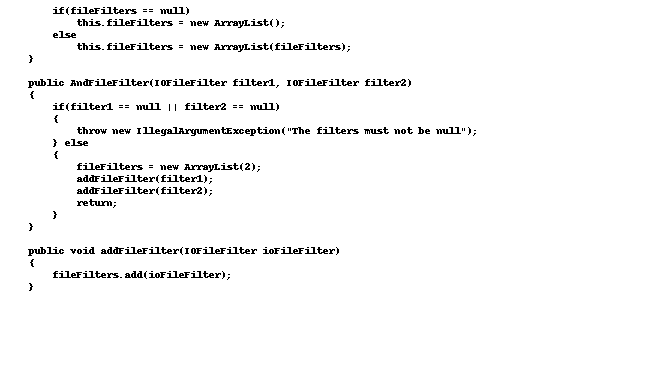 if(fileFilters == null)
this.fileFilters = new ArrayList();
else
this.fileFilters = new ArrayList(fileFilters);
}
public AndFileFilter(IOFileFilter filter1, IOFileFilter filter2)
{
if(filter1 == null || filter2 == null)
{
throw new IllegalArgumentException("The filters must not be null");
} else
{
fileFilters = new ArrayList(2);
addFileFilter(filter1);
addFileFilter(filter2);
return;
}
}
public void addFileFilter(IOFileFilter ioFileFilter)
{
fileFilters.add(ioFileFilter);
}